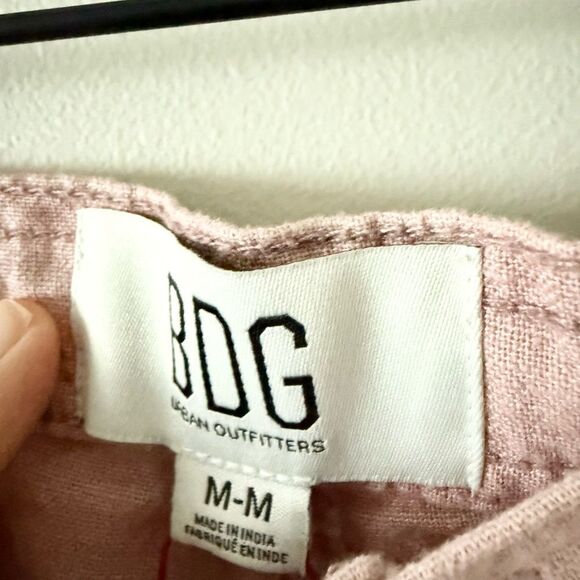 BDG
URBAN OUTFITTERS
M-M
MADE IN INDIA
FABRIQUÉ EN INDE